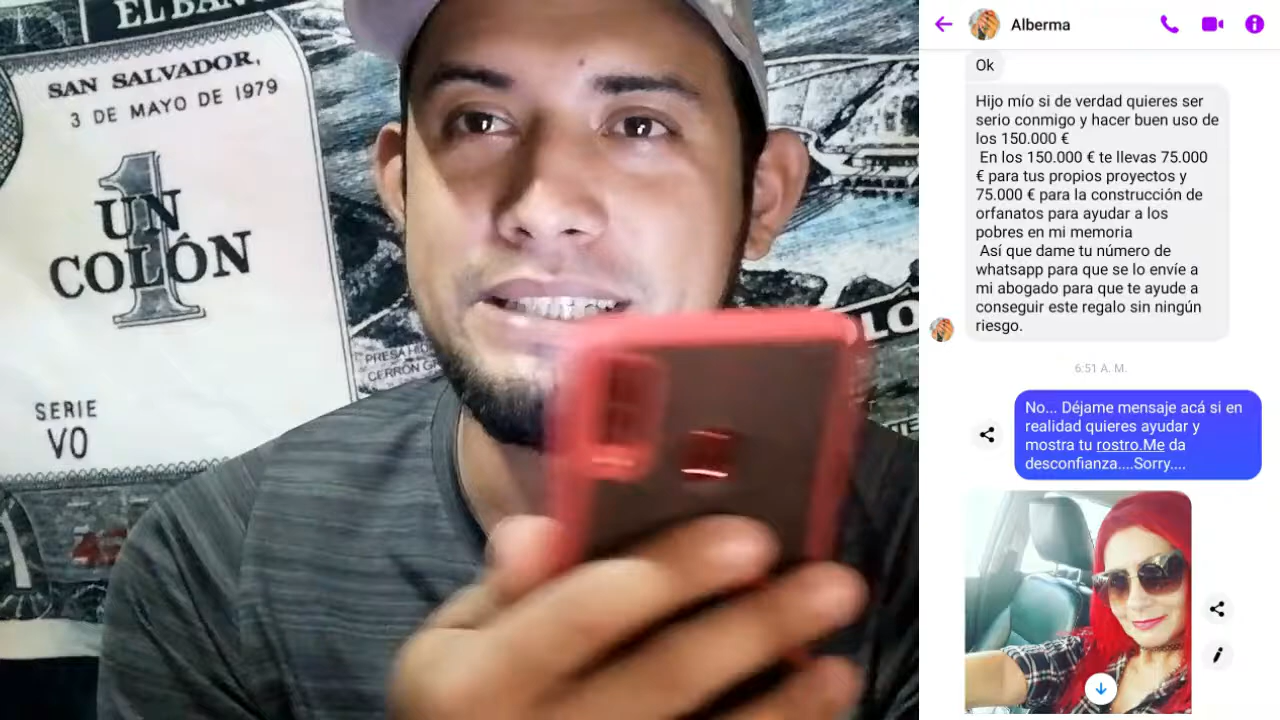 EL BAN
SAN SALVADOR,
3 DE MAYO DE 1979
1
UN
COLÓN
SERIE
VO
PRESA HI
CERRÓN G
LÓ
Alberma
Ok
Hijo mío si de verdad quieres ser
serio conmigo y hacer buen uso de
los 150.000 €
En los 150.000 € te llevas 75.000
€ para tus propios proyectos y
75.000 € para la construcción de
orfanatos para ayudar a los
pobres en mi memoria
Así que dame tu número de
whatsapp para que se lo envíe a
mi abogado para que te ayude a
conseguir este regalo sin ningún
riesgo.
6:51 A. M.
No... Déjame mensaje acá si en
realidad quieres ayudar y
mostra tu rostro.Me da
desconfianza....Sorry....